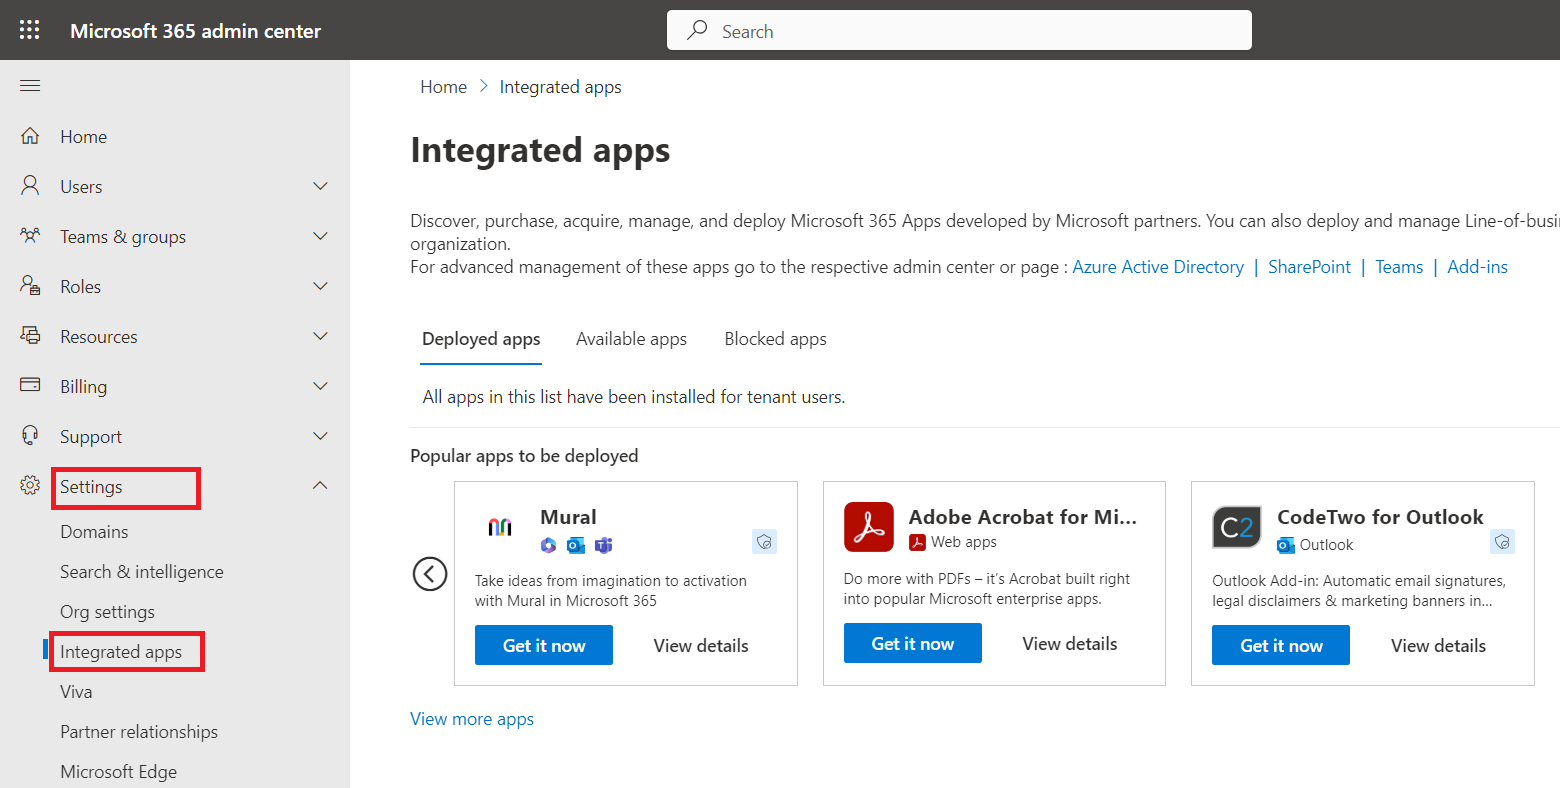 Microsoft 365 admin center
Search
Home
Users
Teams & groups
Roles
Resources
Billing
Support
Settings
Domains
Search & intelligence
Org settings
Integrated apps
Viva
Partner relationships
Microsoft Edge
Home > Integrated apps
Integrated apps
Discover, purchase, acquire, manage, and deploy Microsoft 365 Apps developed by Microsoft partners. You can also deploy and manage Line-of-busi
organization.
For advanced management of these apps go to the respective admin center or page : Azure Active Directory | SharePoint | Teams | Add-ins
Deployed apps Available apps Blocked apps
All apps in this list have been installed for tenant users.
Popular apps to be deployed
Mural
Take ideas from imagination to activation
with Mural in Microsoft 365
Get it now View details
Adobe Acrobat for Mi...
Web apps
Do more with PDFs – it's Acrobat built right
into popular Microsoft enterprise apps.
Get it now View details
C2
CodeTwo for Outlook
Outlook
Outlook Add-in: Automatic email signatures,
legal disclaimers & marketing banners in...
Get it now View details
View more apps